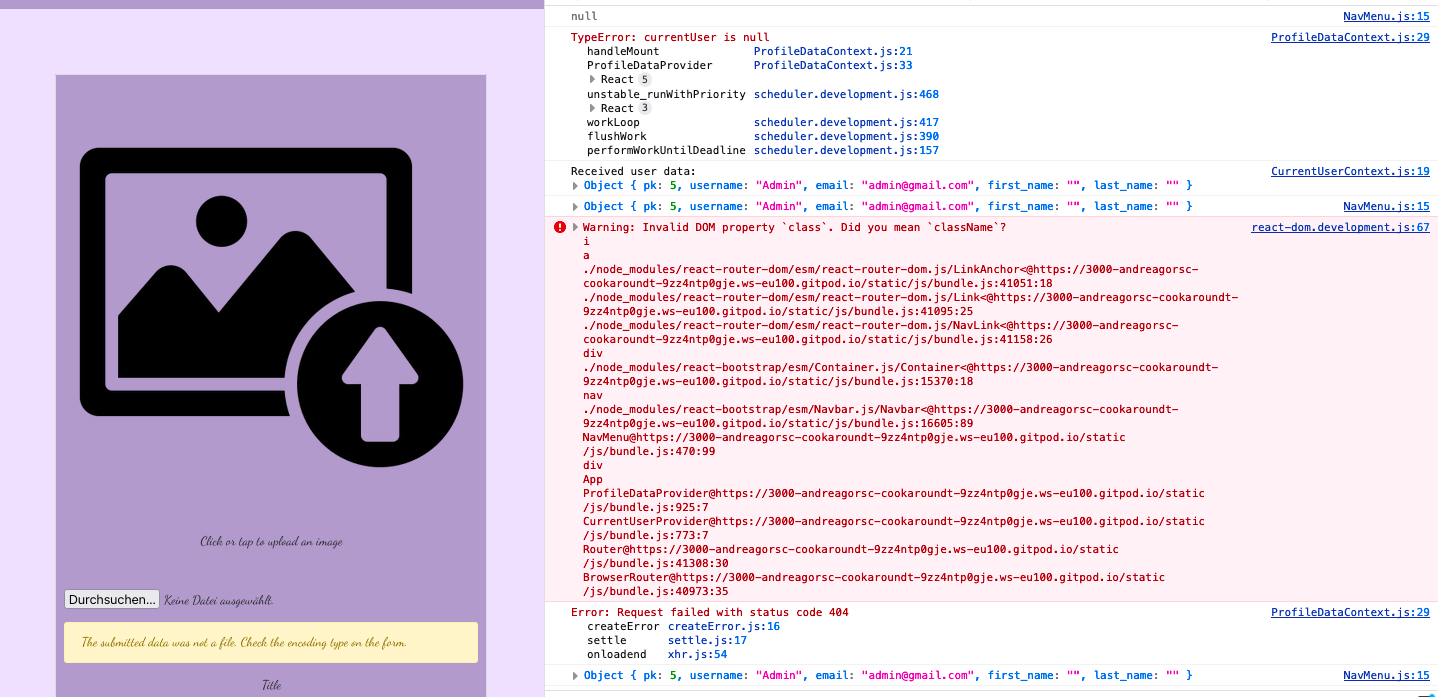 Click or tap to upload an image
Durchsuchen... Keine Datei ausgewählt.
The submitted data was not a file. Check the encoding type on the form.
Title
null NavMenu.js:15
TypeError: currentUser is null ProfileDataContext.js:29
handleMount ProfileDataContext.js:21
ProfileDataProvider ProfileDataContext.js:33
React 5
unstable_runWithPriority scheduler.development.js:468
React 3
workLoop scheduler.development.js:417
flushWork scheduler.development.js:390
performWorkUntilDeadline scheduler.development.js:157
Received user data: CurrentUserContext.js:19
Object { pk: 5, username: "Admin", email: "admin@gmail.com", first_name: "", last_name: "" }
Object { pk: 5, username: "Admin", email: "admin@gmail.com", first_name: "", last_name: "" } NavMenu.js:15
Warning: Invalid DOM property `class`. Did you mean `className`? react-dom.development.js:67
i
a
./node_modules/react-router-dom/esm/react-router-dom.js/LinkAnchor<@https://3000-andreagorsc-
cookaroundt-9zz4ntp0gje.ws-eu100.gitpod.io/static/js/bundle.js:41051:18
./node_modules/react-router-dom/esm/react-router-dom.js/Link<@https://3000-andreagorsc-cookaroundt-
9zz4ntp0gje.ws-eu100.gitpod.io/static/js/bundle.js:41095:25
./node_modules/react-router-dom/esm/react-router-dom.js/NavLink<@https://3000-andreagorsc-
cookaroundt-9zz4ntp0gje.ws-eu100.gitpod.io/static/js/bundle.js:41158:26
div
./node_modules/react-bootstrap/esm/Container.js/Container<@https://3000-andreagorsc-cookaroundt-
9zz4ntp0gje.ws-eu100.gitpod.io/static/js/bundle.js:15370:18
nav
./node_modules/react-bootstrap/esm/Navbar.js/Navbar<@https://3000-andreagorsc-cookaroundt-
9zz4ntp0gje.ws-eu100.gitpod.io/static/js/bundle.js:16605:89
NavMenu@https://3000-andreagorsc-cookaroundt-9zz4ntp0gje.ws-eu100.gitpod.io/static
/js/bundle.js:470:99
div
App
ProfileDataProvider@https://3000-andreagorsc-cookaroundt-9zz4ntp0gje.ws-eu100.gitpod.io/static
/js/bundle.js:925:7
CurrentUserProvider@https://3000-andreagorsc-cookaroundt-9zz4ntp0gje.ws-eu100.gitpod.io/static
/js/bundle.js:773:7
Router@https://3000-andreagorsc-cookaroundt-9zz4ntp0gje.ws-eu100.gitpod.io/static
/js/bundle.js:41308:30
BrowserRouter@https://3000-andreagorsc-cookaroundt-9zz4ntp0gje.ws-eu100.gitpod.io/static
/js/bundle.js:40973:35
Error: Request failed with status code 404 ProfileDataContext.js:29
createError createError.js:16
settle settle.js:17
onloadend xhr.js:54
Object { pk: 5, username: "Admin", email: "admin@gmail.com", first_name: "", last_name: "" } NavMenu.js:15